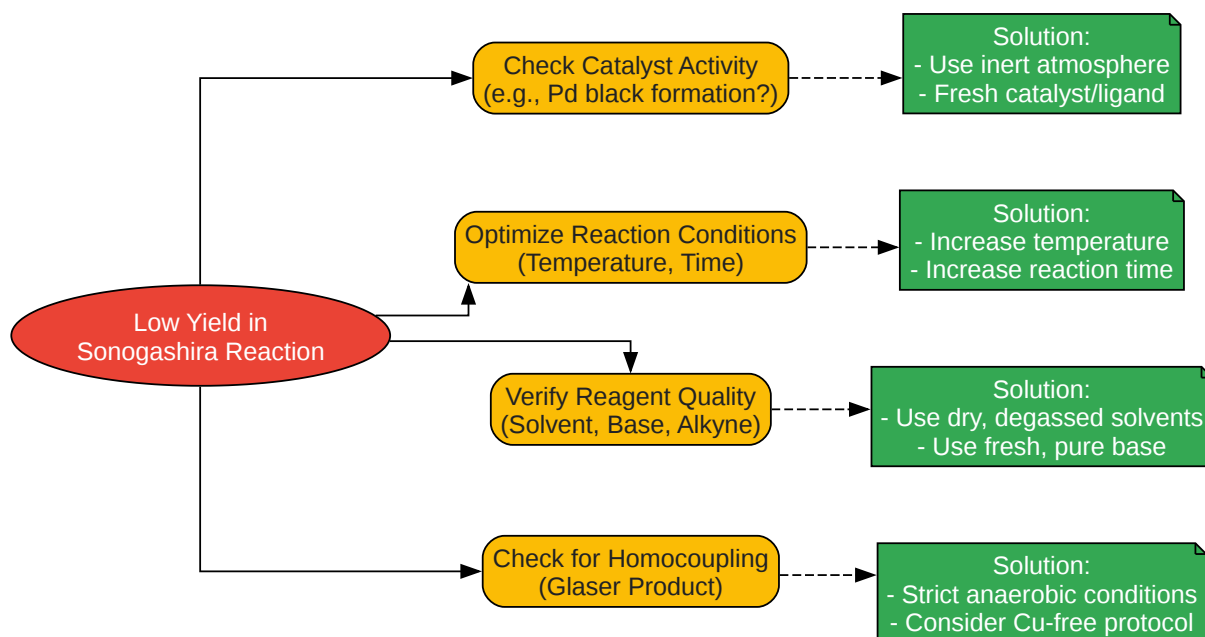 Low Yield in
Sonogashira Reaction
Check Catalyst Activity
(e.g., Pd black formation?)
Solution:
- Use inert atmosphere
- Fresh catalyst/ligand
Optimize Reaction Conditions
(Temperature, Time)
Solution:
- Increase temperature
- Increase reaction time
Verify Reagent Quality
(Solvent, Base, Alkyne)
Solution:
- Use dry, degassed solvents
- Use fresh, pure base
Check for Homocoupling
(Glaser Product)
Solution:
- Strict anaerobic conditions
- Consider Cu-free protocol